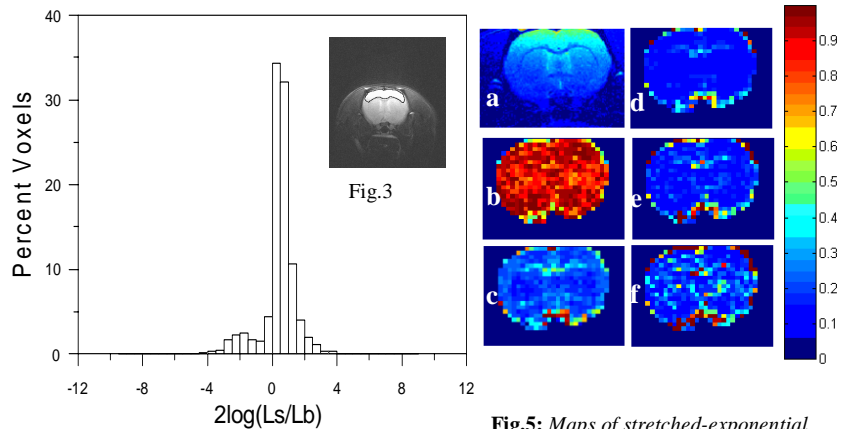 40
30
20
10
0
Percent Voxels
-12
-8
-4
0
4
8
12
2log(Ls/Lb)
Fig.3
a
b
c
d
e
f
0.9
0.8
0.7
0.6
0.5
0.4
0.3
0.2
0.1
0
Fig.5: Maps of stretched-exponential